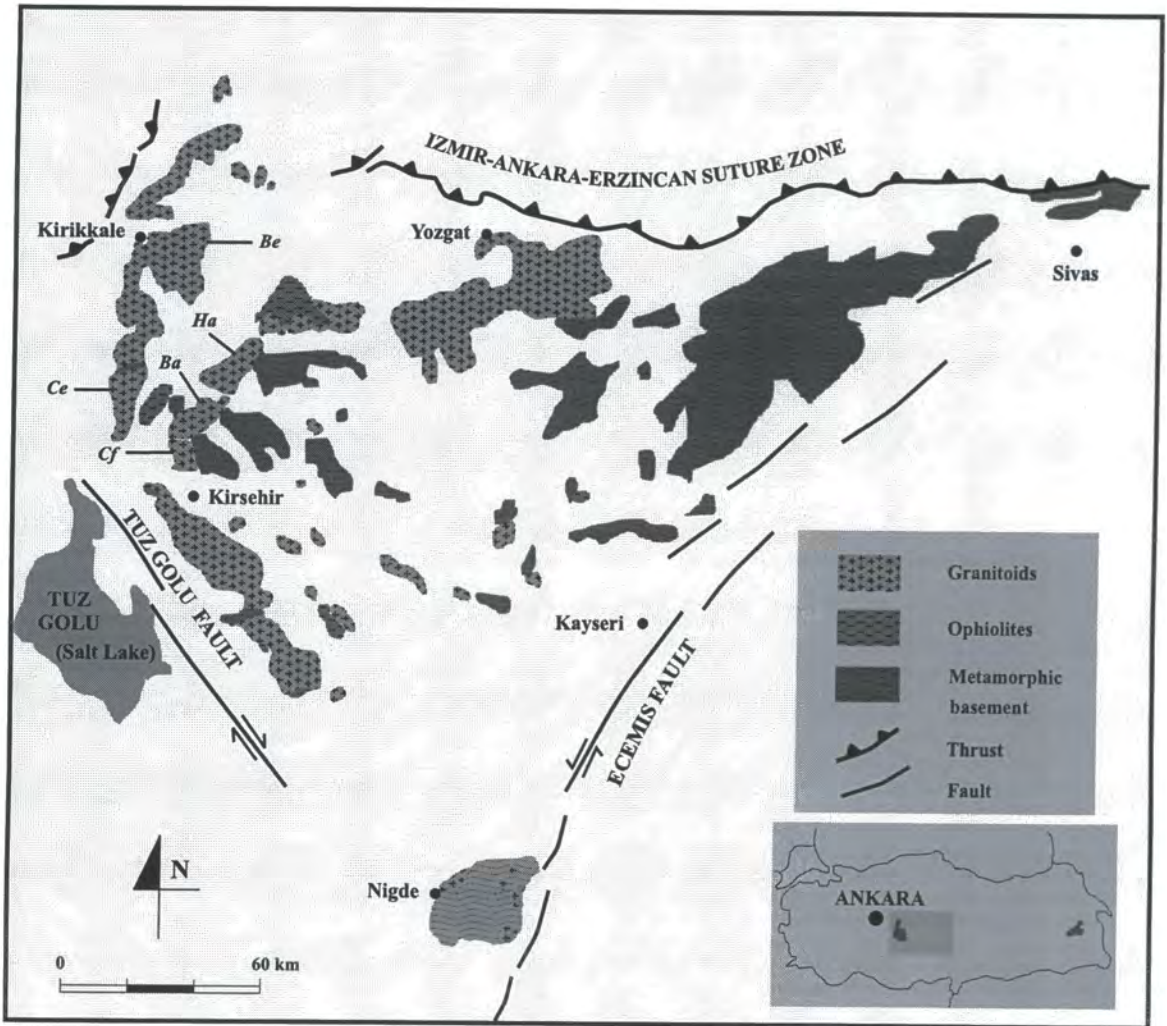 IZMIR-ANKARA-ERZINCAN SUTURE ZONE
Kirikkale
Be
Yozgat
Sivas
Ha
Ba
Ce
Cf
Kirsehir
TUZ GOLU FAULT
TUZ
GOLU
(Salt Lake)
Kayseri
ECEMIS FAULT
Granitoids
Ophiolites
Metamorphic
basement
Thrust
Fault
N
Nigde
ANKARA
0 60 km